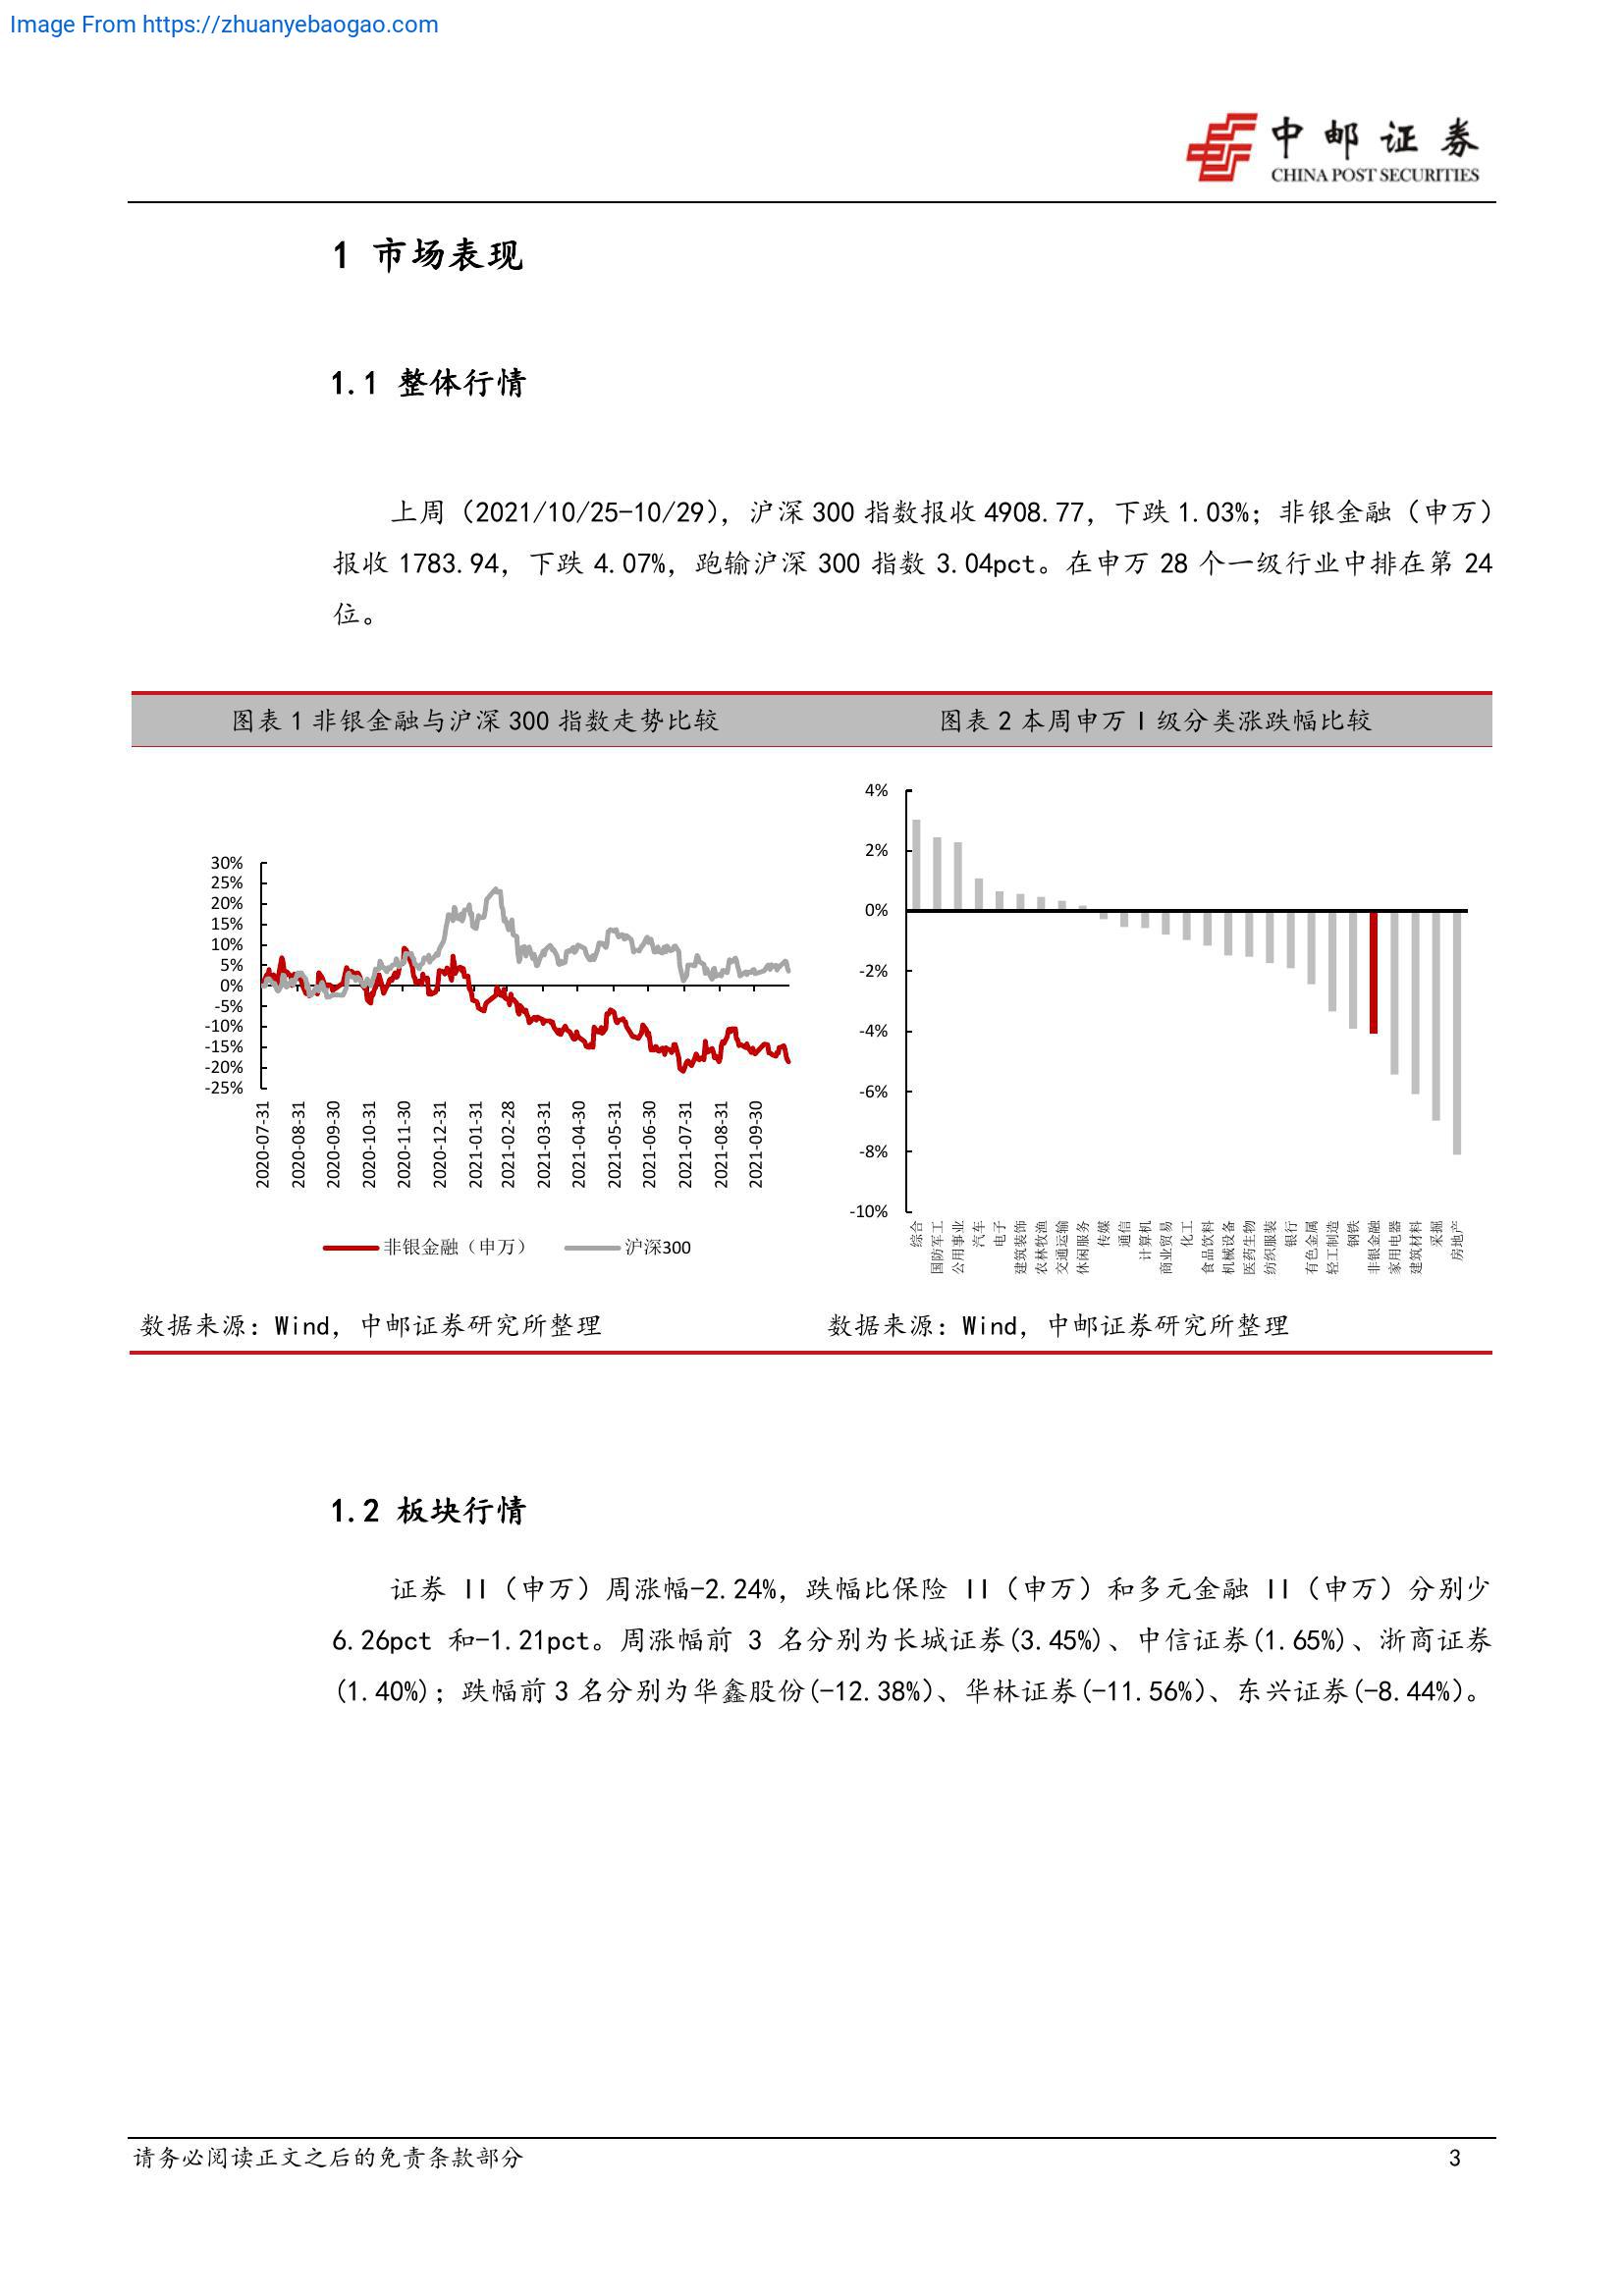 Image From https://zhuanyebaogao.com
中邮证券
CHINA POST SECURITIES
1 市场表现
1.1 整体行情
上周（2021/10/25-10/29），沪深 300 指数报收 4908.77，下跌 1.03%；非银金融（申万）
报收 1783.94，下跌 4.07%，跑输沪深 300 指数 3.04pct。在申万 28 个一级行业中排在第 24
位。
图表 1 非银金融与沪深 300 指数走势比较
图表 2 本周申万 I 级分类涨跌幅比较
30%
25%
20%
15%
10%
5%
0%
-5%
-10%
-15%
-20%
-25%
2020-07-31
2020-08-31
2020-09-30
2020-10-31
2020-11-30
2020-12-31
2021-01-31
2021-02-28
2021-03-31
2021-04-30
2021-05-31
2021-06-30
2021-07-31
2021-08-31
2021-09-30
非银金融（申万）
沪深300
4%
2%
0%
-2%
-4%
-6%
-8%
-10%
综合
国防军工
公用事业
汽车
电子
建筑装饰
农林牧渔
交通运输
休闲服务
传媒
通信
计算机
商业贸易
化工
食品饮料
机械设备
医药生物
纺织服装
银行
有色金属
轻工制造
钢铁
非银金融
家用电器
建筑材料
采掘
房地产
数据来源：Wind，中邮证券研究所整理
数据来源：Wind，中邮证券研究所整理
1.2 板块行情
证券 II（申万）周涨幅-2.24%，跌幅比保险 II（申万）和多元金融 II（申万）分别少
6.26pct 和-1.21pct。周涨幅前 3 名分别为长城证券(3.45%)、中信证券(1.65%)、浙商证券
(1.40%)；跌幅前 3 名分别为华鑫股份(-12.38%)、华林证券(-11.56%)、东兴证券(-8.44%)。
请务必阅读正文之后的免责条款部分
3